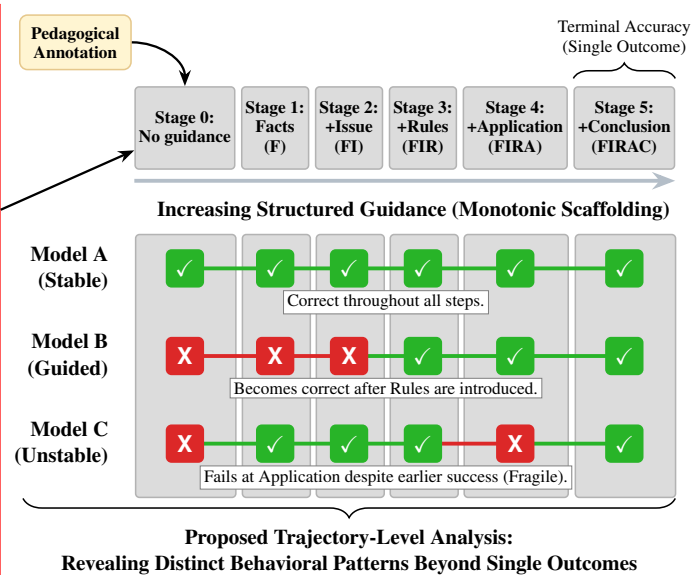 Pedagogical
Annotation
Terminal Accuracy
(Single Outcome)
Stage 0:
No guidance
Stage 1:
Facts
(F)
Stage 2:
+Issue
(FI)
Stage 3:
+Rules
(FIR)
Stage 4:
+Application
(FIRA)
Stage 5:
+Conclusion
(FIRAC)
Increasing Structured Guidance (Monotonic Scaffolding)
Model A
(Stable)
✓ ✓ ✓ ✓ ✓ ✓
Correct throughout all steps.
Model B
(Guided)
X X X ✓ ✓ ✓
Becomes correct after Rules are introduced.
Model C
(Unstable)
X ✓ ✓ ✓ X ✓
Fails at Application despite earlier success (Fragile).
Proposed Trajectory-Level Analysis:
Revealing Distinct Behavioral Patterns Beyond Single Outcomes